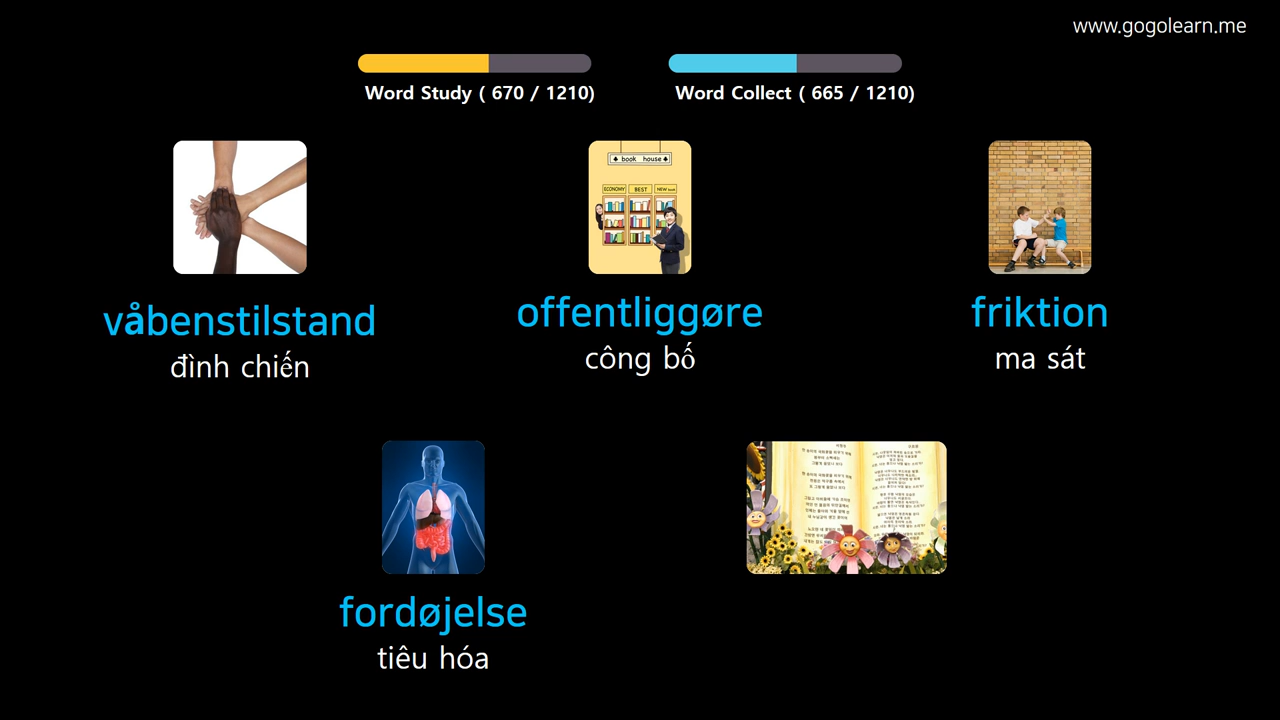 www.gogolearn.me
Word Study ( 670 / 1210)
Word Collect ( 665 / 1210)
♣ book house ♣
ECONOMY BEST NEW book
våbenstilstand
offentliggøre
friktion
đình chiến
công bố
ma sát
fordøjelse
tiêu hóa